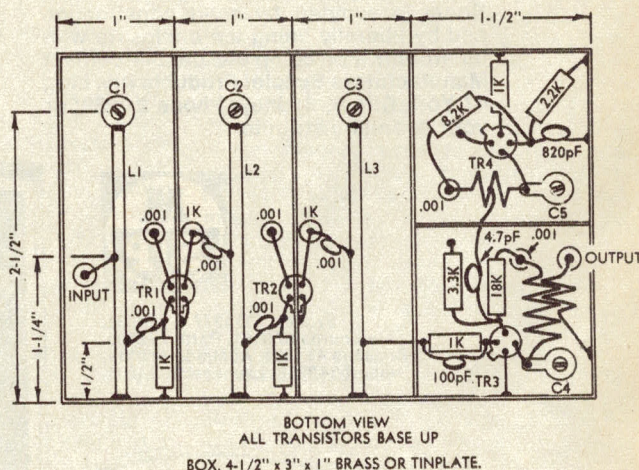 1" 1" 1" 1-1/2"
C1 C2 C3
1K
8.2K 2.2K
TR4 820pF
L1 L2 L3
.001 C5
2-1/2"
.001 1K .001 1K
4.7pF .001
OUTPUT
.001 .001
INPUT TR1 TR2
3.3K 18K
1-1/4"
.001 .001
1K 1K 1K
1/2"
100pF TR3 C4
BOTTOM VIEW
ALL TRANSISTORS BASE UP
BOX, 4-1/2" x 3" x 1" BRASS OR TINPLATE.